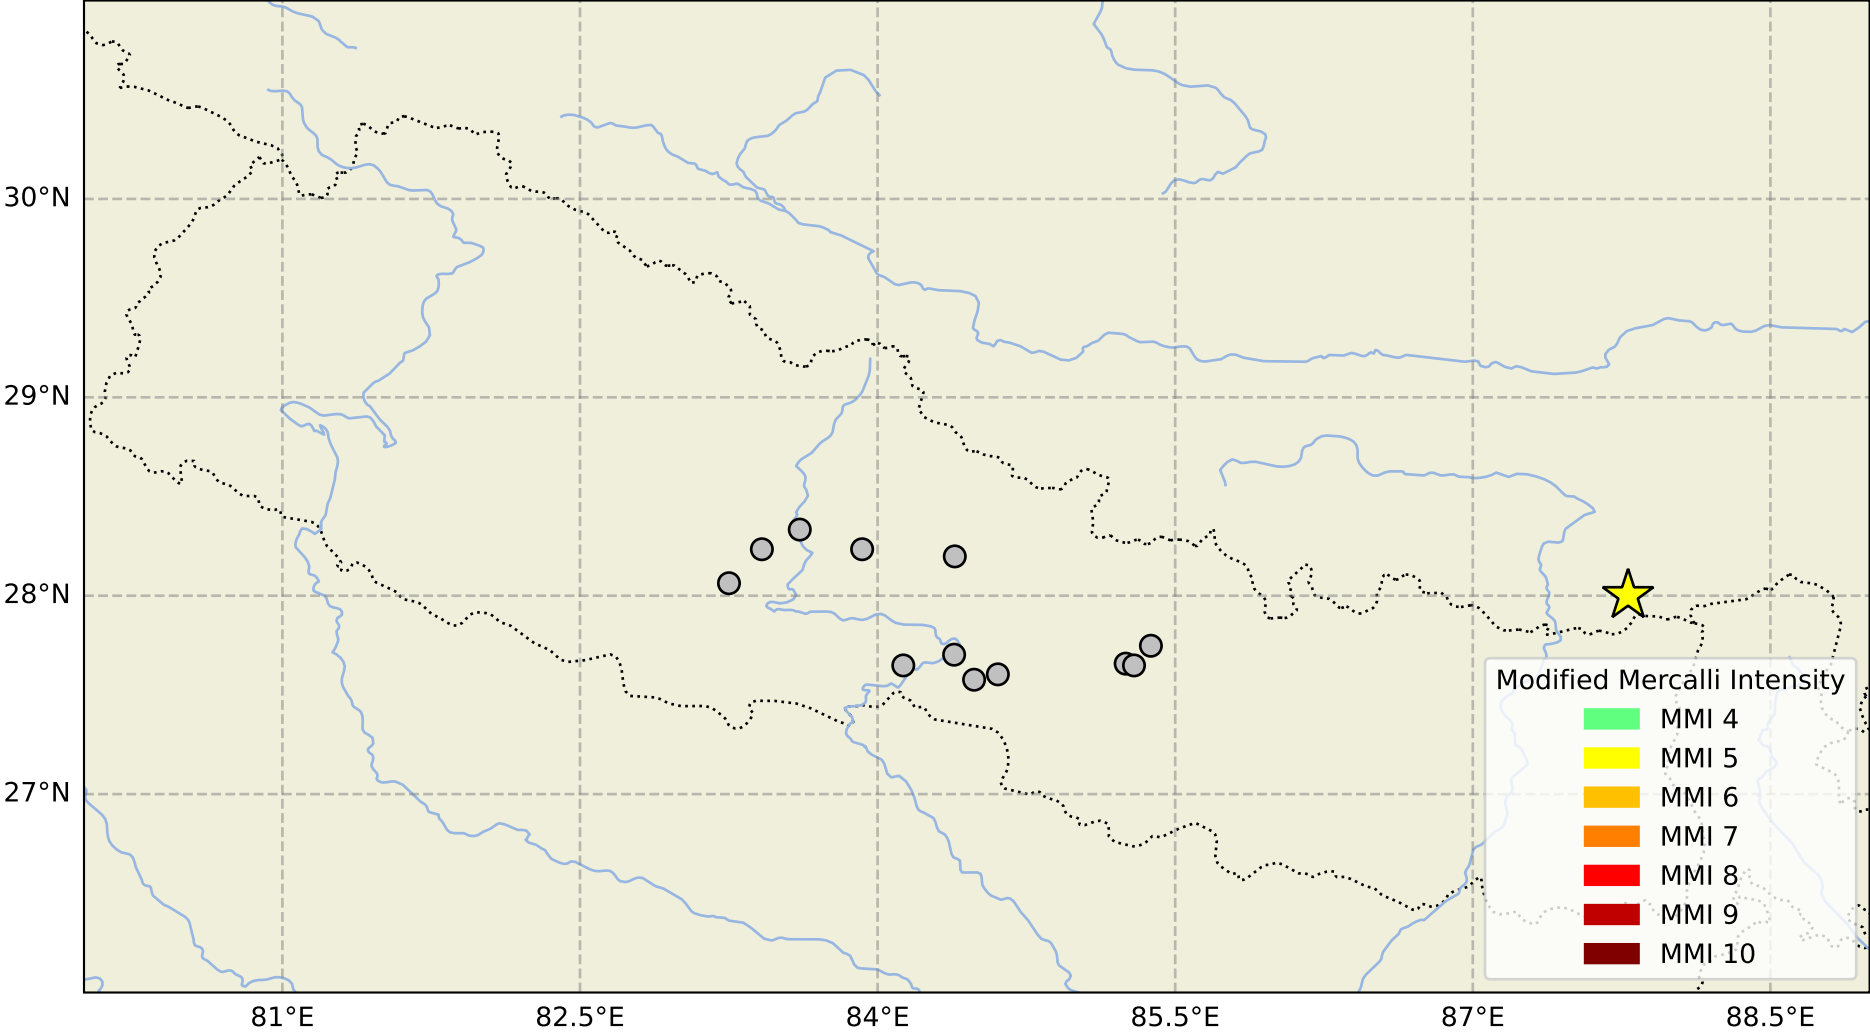 30°N
29°N
28°N
27°N
Modified Mercalli Intensity
MMI 4
MMI 5
MMI 6
MMI 7
MMI 8
MMI 9
MMI 10
81°E 82.5°E 84°E 85.5°E 87°E 88.5°E